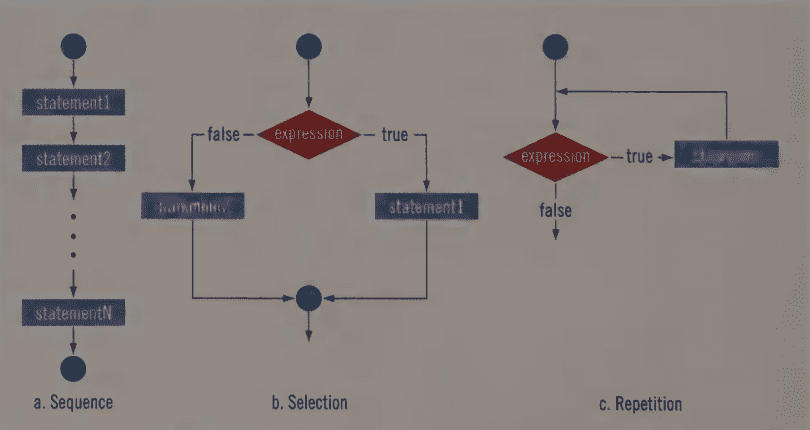 statement1
statement2
statementN
a. Sequence
false
expression
true
statement1
b. Selection
expression
true
false
c. Repetition